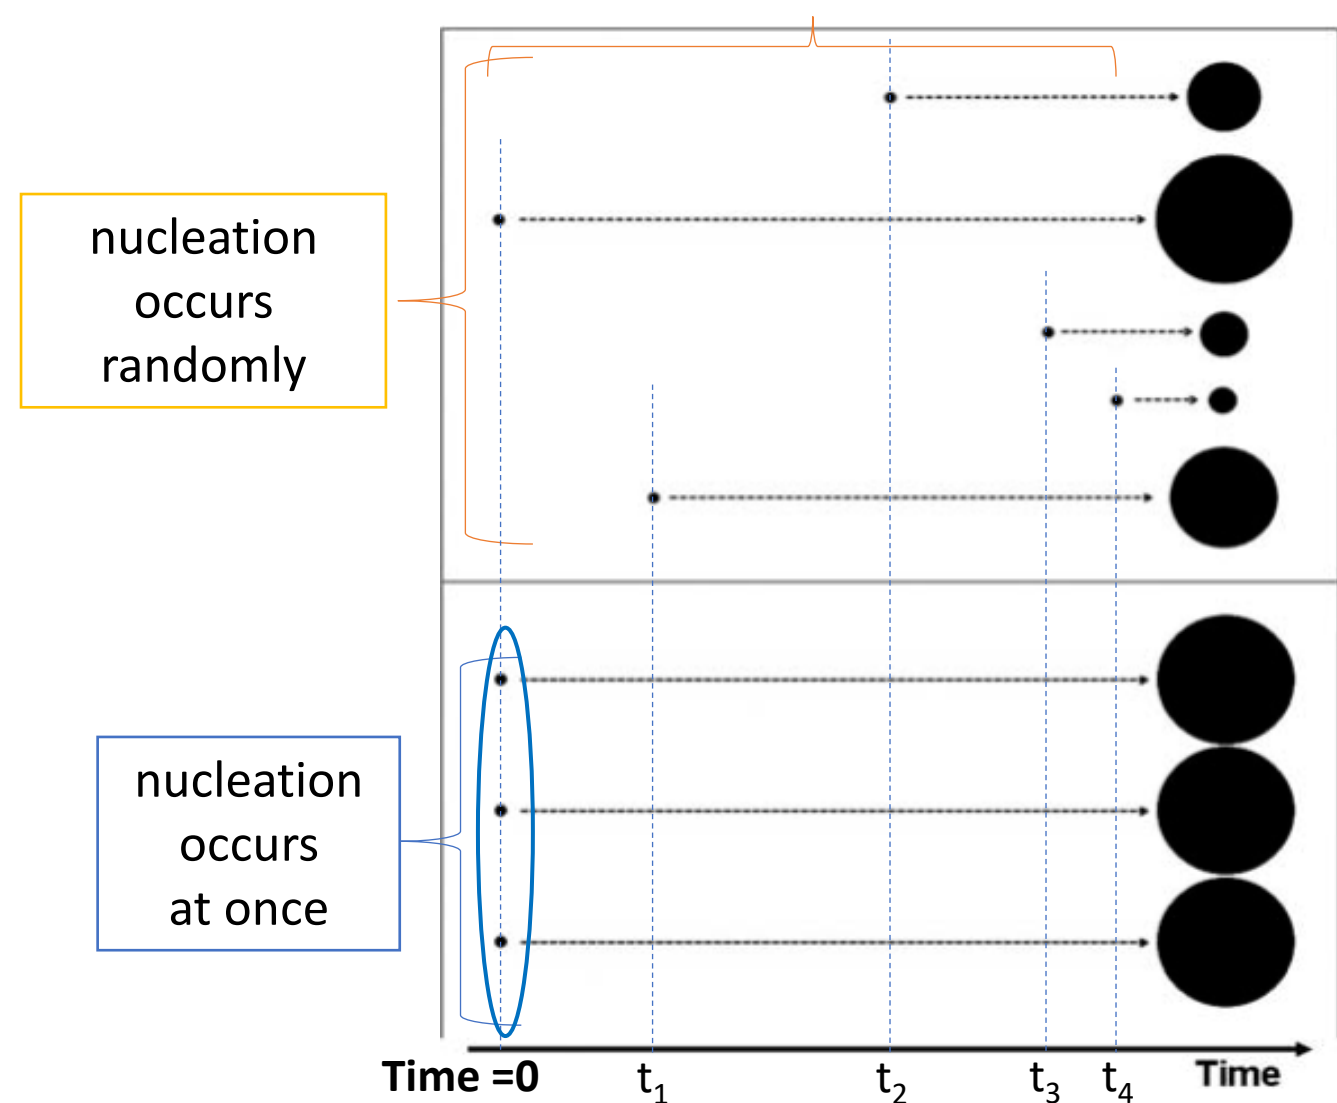 nucleation
occurs
randomly
nucleation
occurs
at once
Time =0
t₁
t₂
t₃
t₄
Time